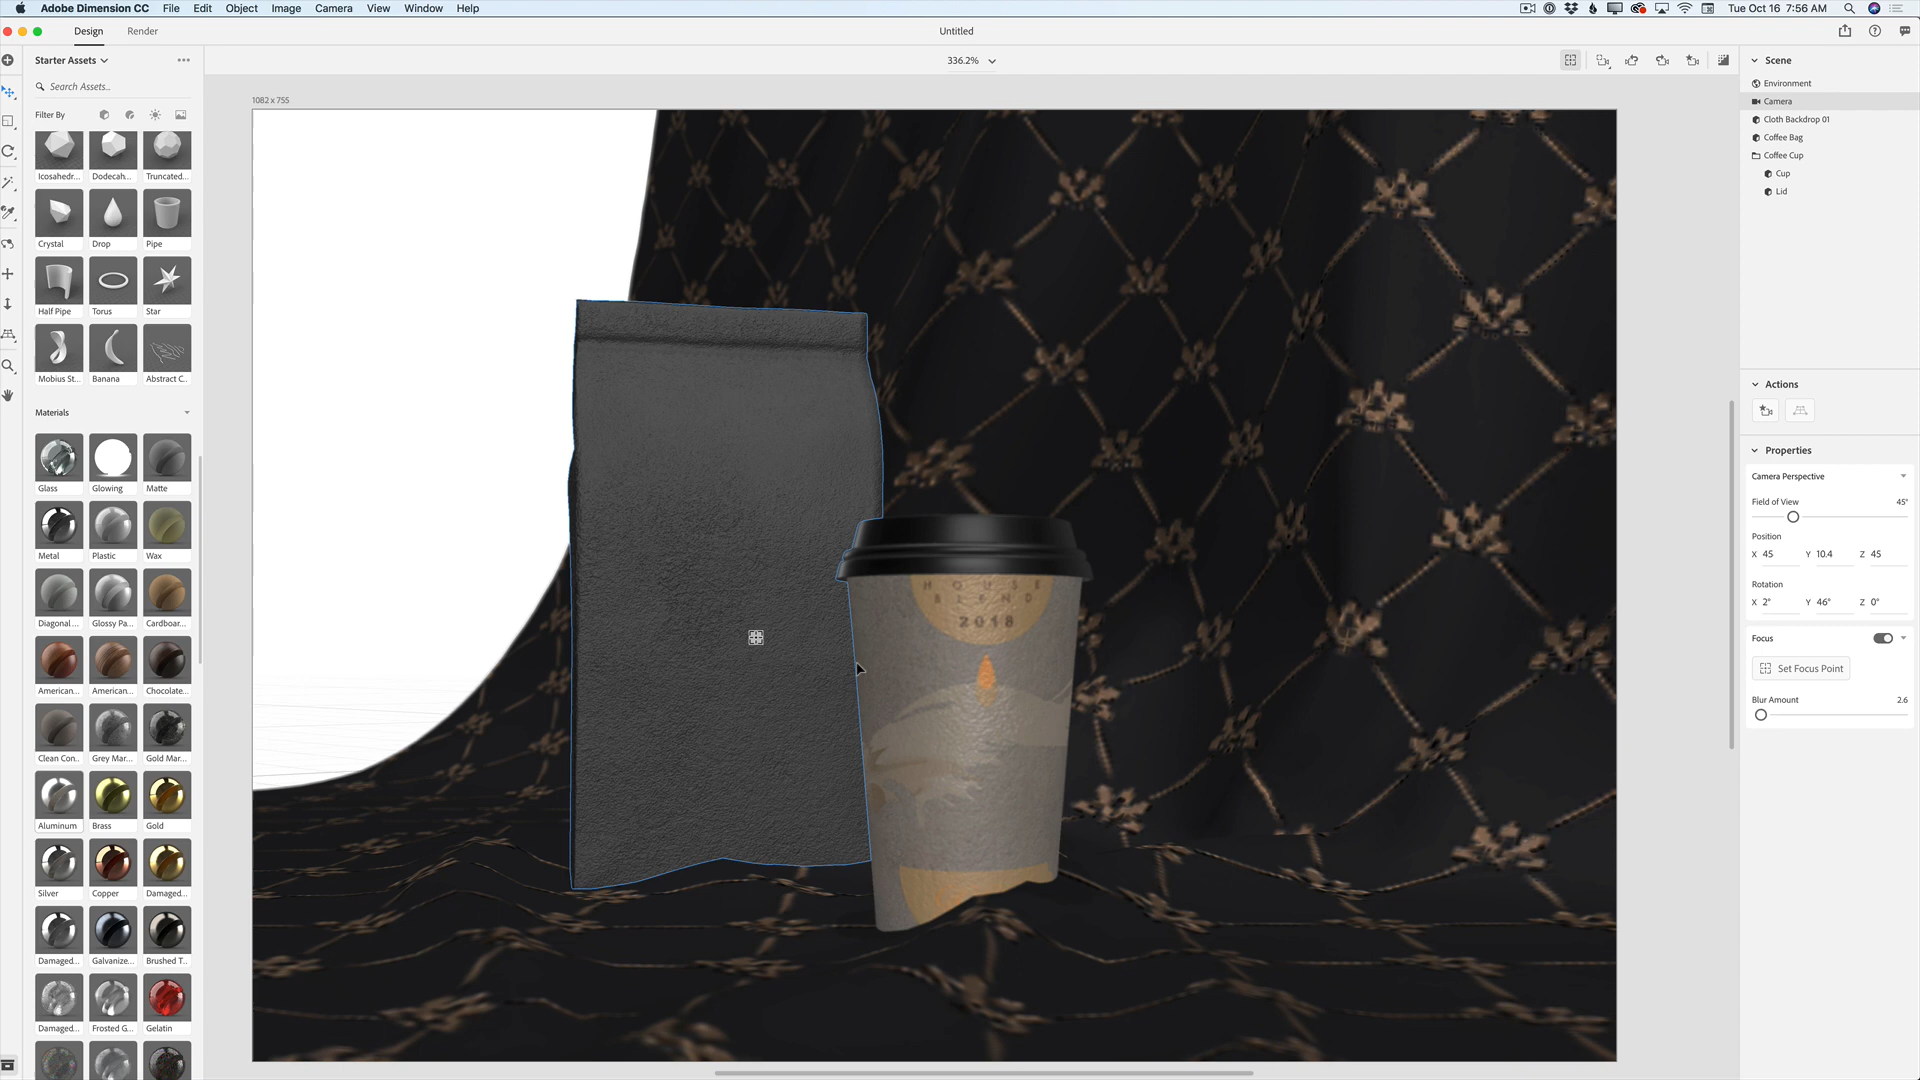 Adobe Dimension CC File Edit Object Image Camera View Window Help
Tue Oct 16 7:56 AM
Design Render
Untitled
Starter Assets
336.2%
Search Assets..
Filter By
Icosahedr... Dodecah... Truncated...
Crystal Drop Pipe
Half Pipe Torus Star
Mobius St... Banana Abstract C..
Materials
Glass Glowing Matte
Metal Plastic Wax
Diagonal ... Glossy Pa... Cardboar...
American... American... Chocolate...
Clean Con.. Grey Mar... Gold Mar...
Aluminum Brass Gold
Silver Copper Damaged..
Damaged... Galvanize... Brushed T..
Damaged... Frosted G... Gelatin
1082 x 755
HOUSE
BLEND
2018
Scene
Environment
Camera
Cloth Backdrop 01
Coffee Bag
Coffee Cup
Cup
Lid
Actions
Properties
Camera Perspective
Field of View 45°
Position
X 45 Y 10.4 Z 45
Rotation
X 2° Y 46° Z 0°
Focus
Set Focus Point
Blur Amount 2.6